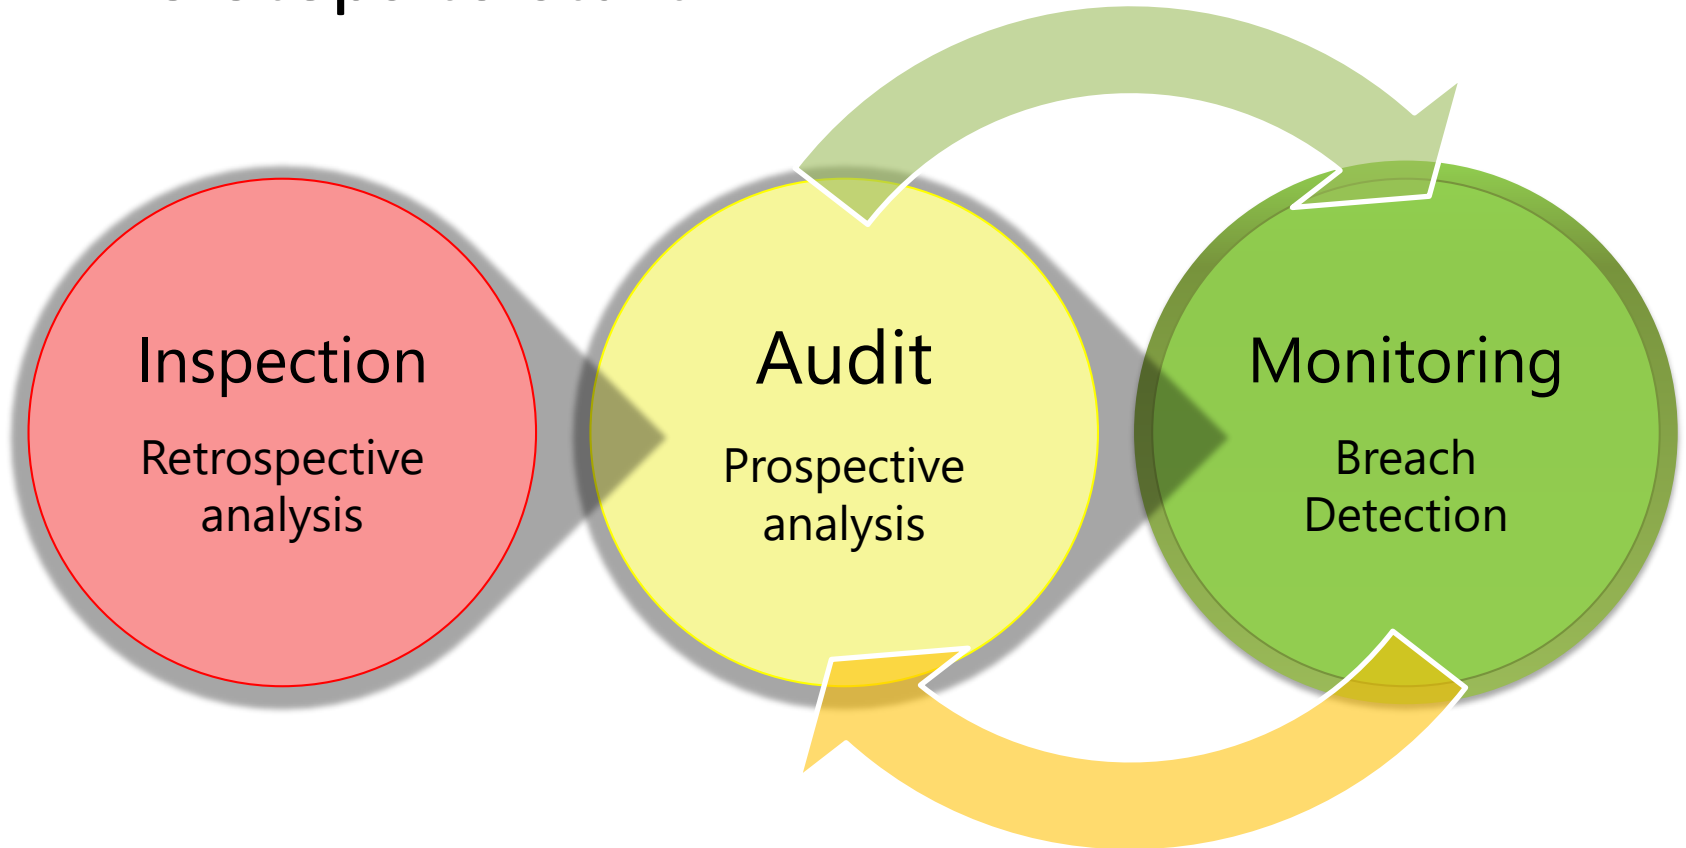 Inspection
Retrospective
analysis
Audit
Prospective
analysis
Monitoring
Breach
Detection